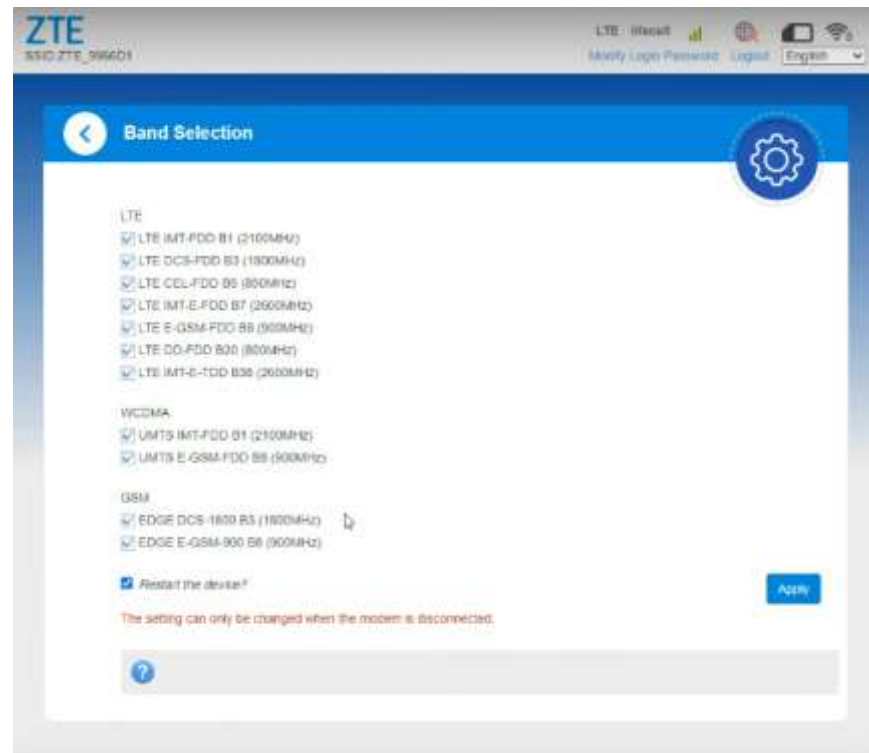 ZTE
SSID:ZTE_9966D1
LTE lifecell
Modify Login Password Logout English
Band Selection
LTE
LTE IMT-FDD B1 (2100MHz)
LTE DCS-FDD B3 (1800MHz)
LTE CEL-FDD B5 (850MHz)
LTE IMT-E-FDD B7 (2600MHz)
LTE E-GSM-FDD B8 (900MHz)
LTE DD-FDD B20 (800MHz)
LTE IMT-E-TDD B38 (2600MHz)
WCDMA
UMTS IMT-FDD B1 (2100MHz)
UMTS E-GSM-FDD B8 (900MHz)
GSM
EDGE DCS-1800 B3 (1800MHz)
EDGE E-GSM-900 B8 (900MHz)
Restart the device?
Apply
The setting can only be changed when the modem is disconnected.
?